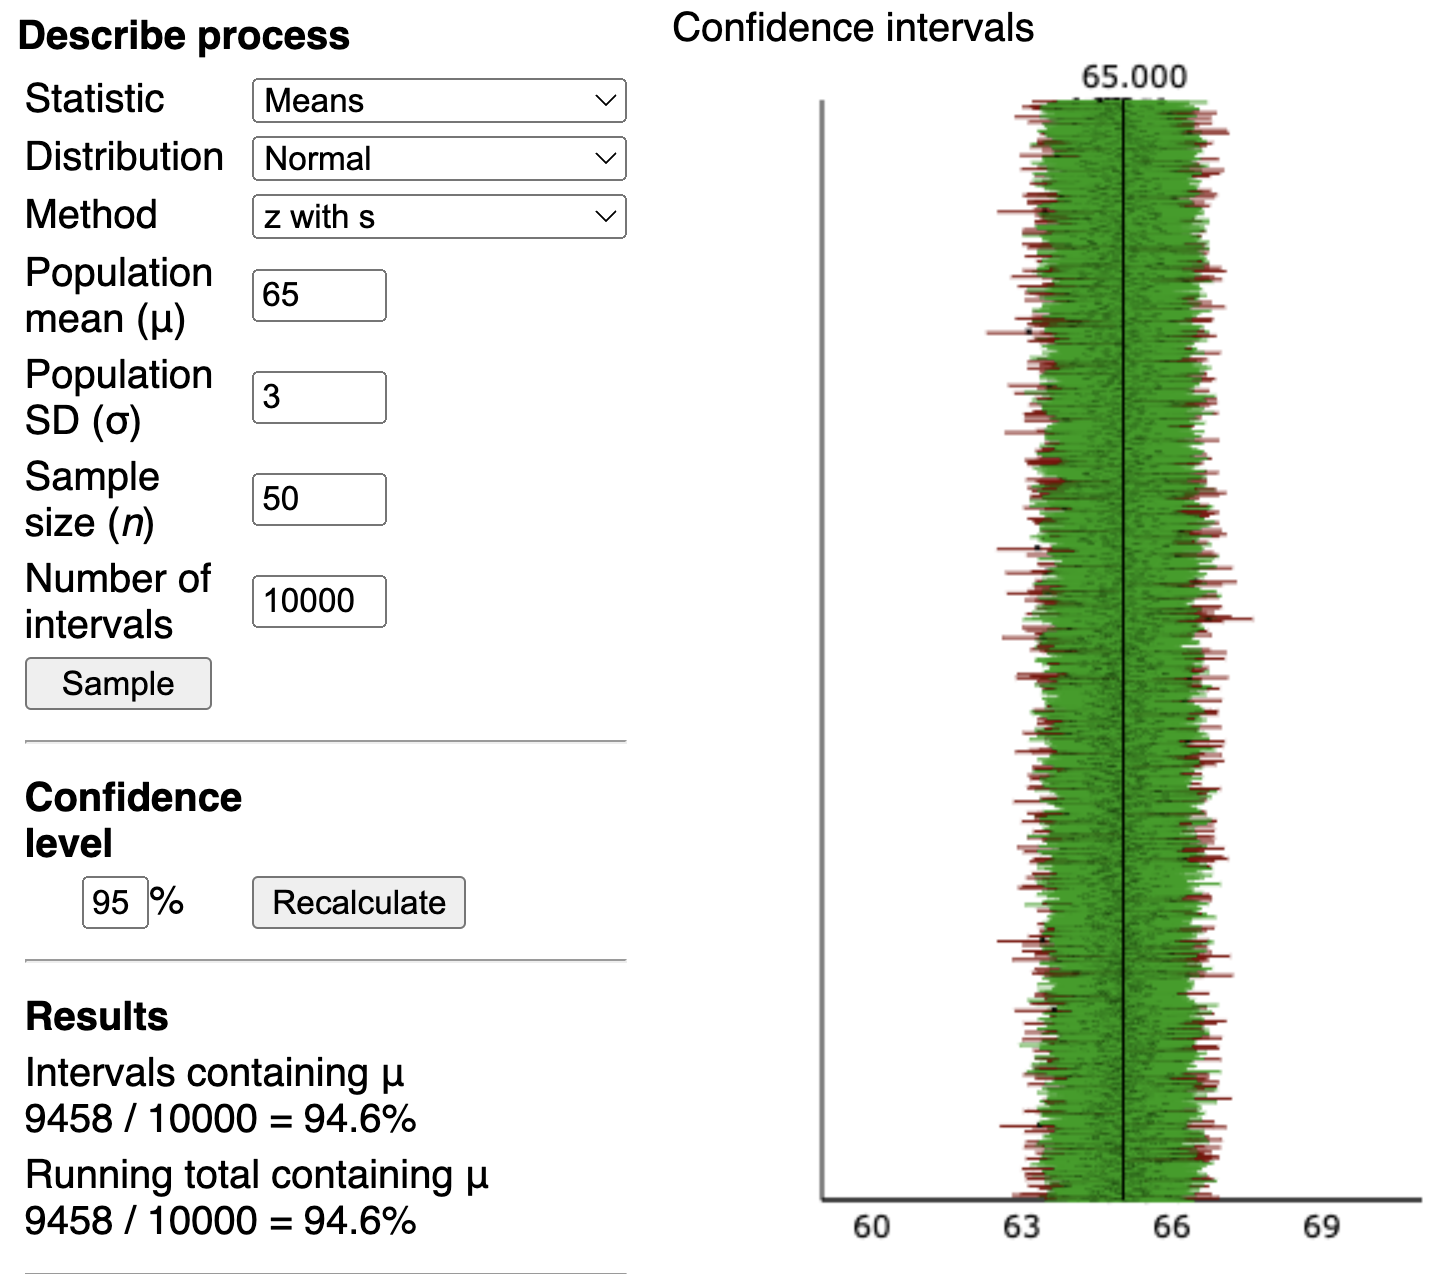 Describe process
Statistic
Means
Distribution
Normal
Method
z with s
Population
mean (μ)
65
Population
SD (σ)
3
Sample
size (n)
50
Number of
intervals
10000
Sample
Confidence
level
95 %
Recalculate
Results
Intervals containing μ
9458 / 10000 = 94.6%
Running total containing μ
9458 / 10000 = 94.6%
Confidence intervals
65.000
60 63 66 69